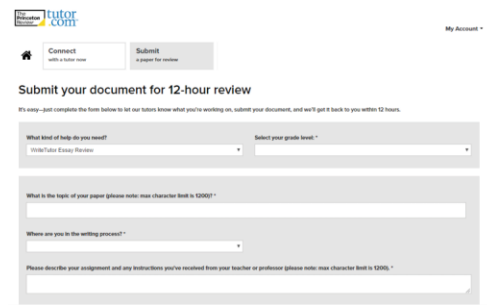 The
Princeton
Review
tutor
.com
My Account
Connect
with a tutor now
Submit
a paper for review
Submit your document for 12-hour review
It's easy—just complete the form below to let our tutors know what you're working on, submit your document, and we'll get it back to you within 12 hours.
What kind of help do you need?
Select your grade level: *
WriteTutor Essay Review
What is the topic of your paper (please note: max character limit is 1200)? *
Where are you in the writing process? *
Please describe your assignment and any instructions you've received from your teacher or professor (please note: max character limit is 1200). *